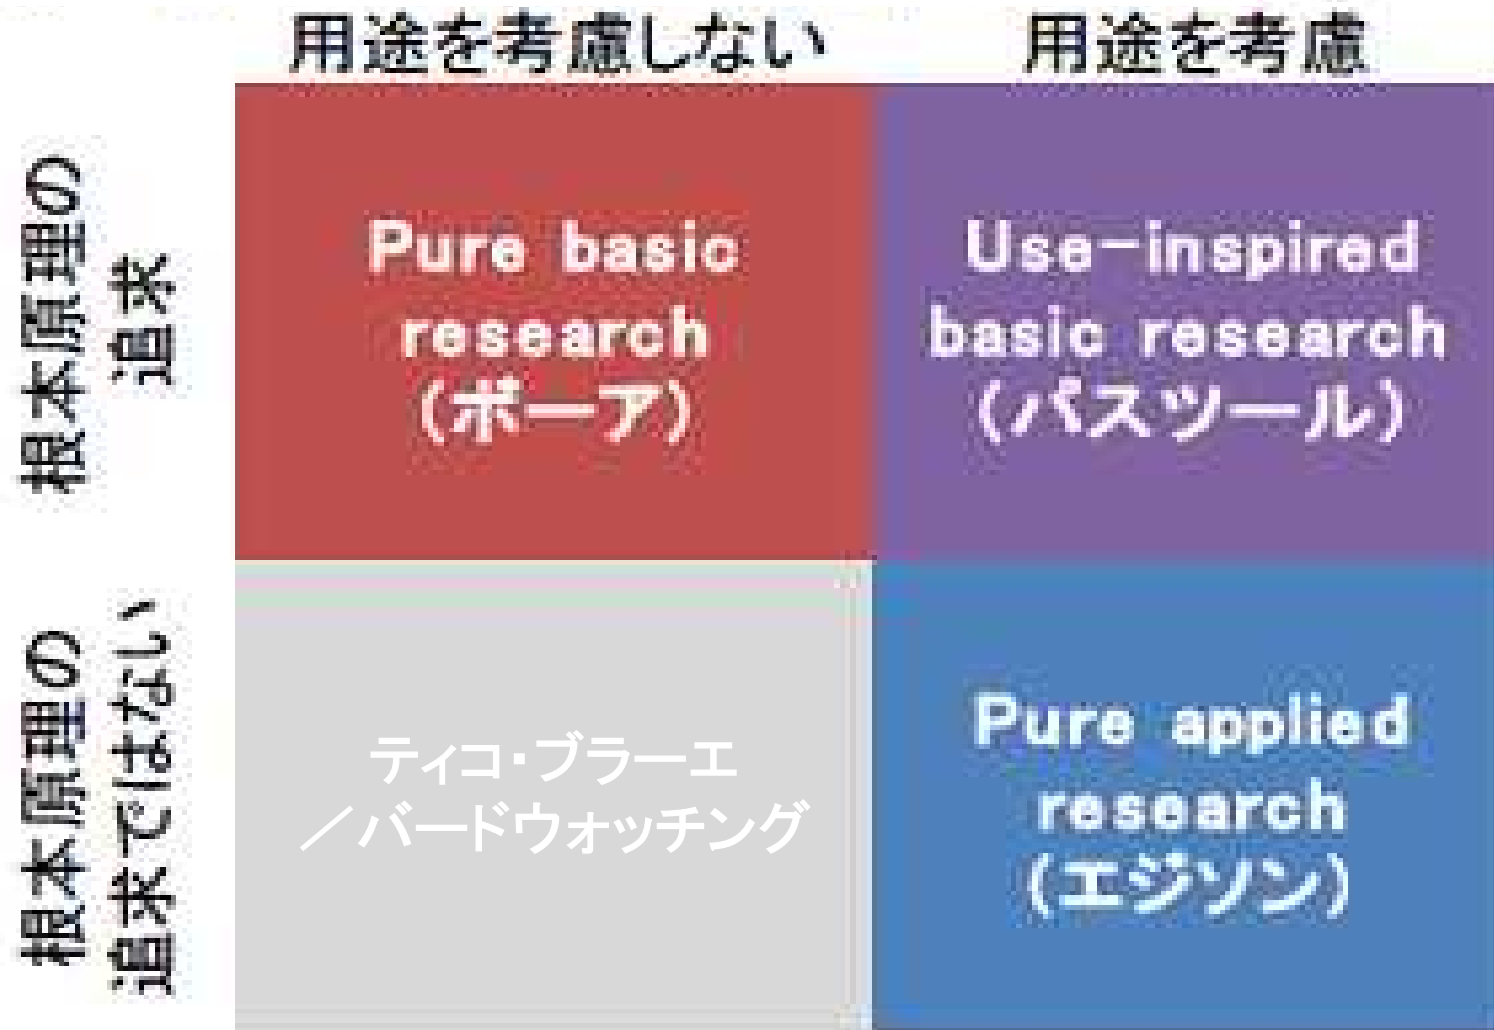 用途を考慮しない
用途を考慮
根本原理の
追求
Pure basic
research
(ボーア)
Use-inspired
basic research
(パスツール)
根本原理の
追求ではない
ティコ・ブラーエ
／バードウォッチング
Pure applied
research
(エジソン)